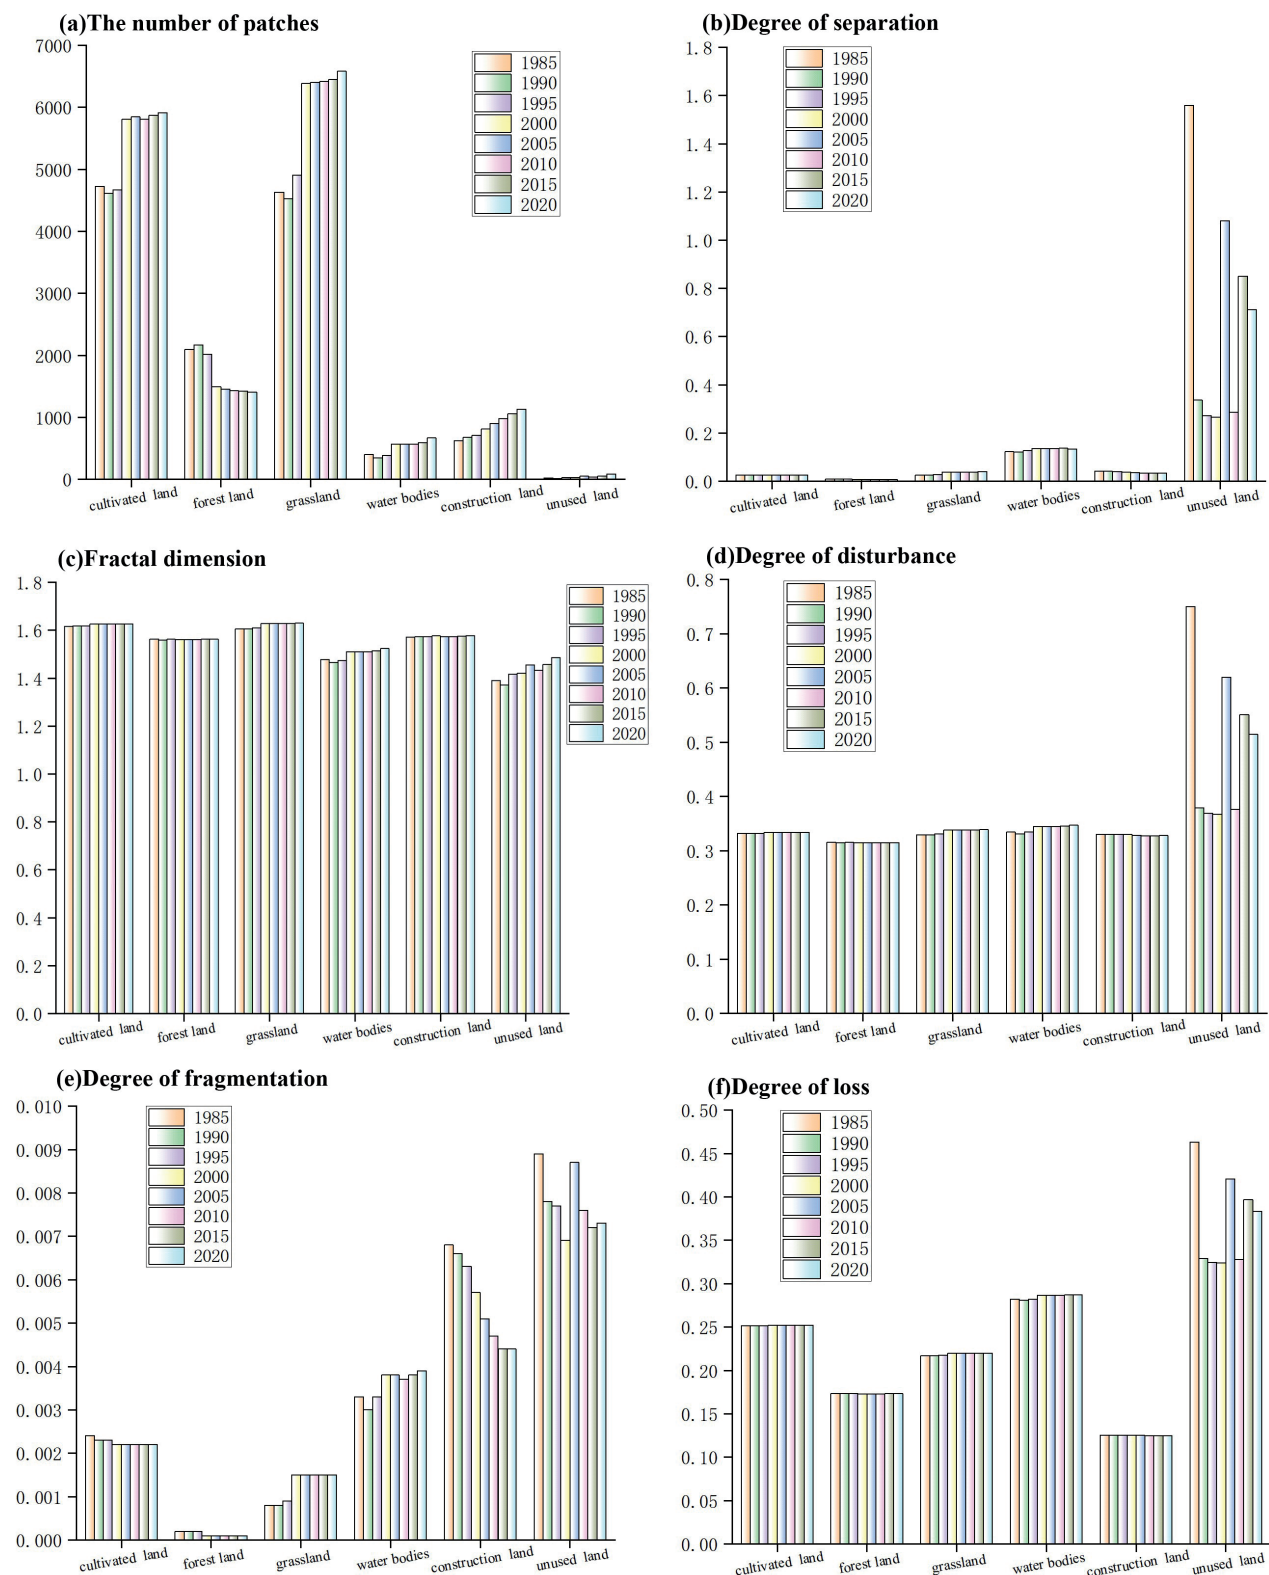 (a)The number of patches
7000
6000
5000
4000
3000
2000
1000
0
1985
1990
1995
2000
2005
2010
2015
2020
cultivated land
forest land
grassland
water bodies
construction land
unused land
(b)Degree of separation
1.8
1.6
1.4
1.2
1.0
0.8
0.6
0.4
0.2
0.0
1985
1990
1995
2000
2005
2010
2015
2020
cultivated land
forest land
grassland
water bodies
construction land
unused land
(c)Fractal dimension
1.8
1.6
1.4
1.2
1.0
0.8
0.6
0.4
0.2
0.0
1985
1990
1995
2000
2005
2010
2015
2020
cultivated land
forest land
grassland
water bodies
construction land
unused land
(d)Degree of disturbance
0.8
0.7
0.6
0.5
0.4
0.3
0.2
0.1
0.0
1985
1990
1995
2000
2005
2010
2015
2020
cultivated land
forest land
grassland
water bodies
construction land
unused land
(e)Degree of fragmentation
0.010
0.009
0.008
0.007
0.006
0.005
0.004
0.003
0.002
0.001
0.000
1985
1990
1995
2000
2005
2010
2015
2020
cultivated land
forest land
grassland
water bodies
construction land
unused land
(f)Degree of loss
0.50
0.45
0.40
0.35
0.30
0.25
0.20
0.15
0.10
0.05
0.00
1985
1990
1995
2000
2005
2010
2015
2020
cultivated land
forest land
grassland
water bodies
construction land
unused land